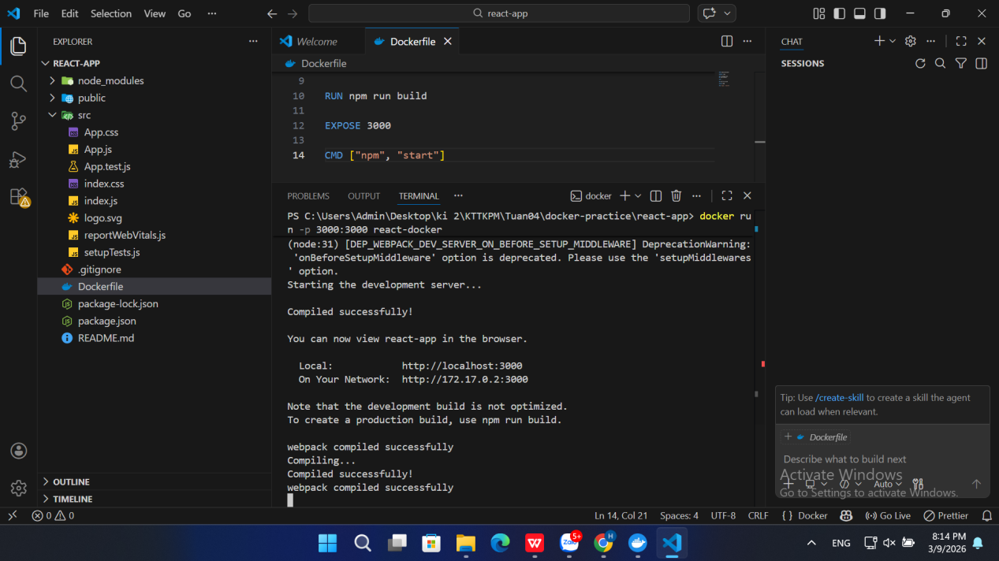 File Edit Selection View Go ··· react-app
EXPLORER ···
REACT-APP
node_modules
public
src
App.css
App.js
App.test.js
index.css
index.js
logo.svg
reportWebVitals.js
setupTests.js
.gitignore
Dockerfile
package-lock.json
package.json
README.md
OUTLINE
TIMELINE
Welcome Dockerfile
Dockerfile
9
10 RUN npm run build
11
12 EXPOSE 3000
13
14 CMD ["npm", "start"]
PROBLEMS OUTPUT TERMINAL ··· docker
PS C:\Users\Admin\Desktop\ki 2\KTTKPM\Tuan04\docker-practice\react-app> docker ru
n -p 3000:3000 react-docker
(node:31) [DEP_WEBPACK_DEV_SERVER_ON_BEFORE_SETUP_MIDDLEWARE] DeprecationWarning:
'onBeforeSetupMiddleware' option is deprecated. Please use the 'setupMiddlewares
' option.
Starting the development server...
Compiled successfully!
You can now view react-app in the browser.
Local: http://localhost:3000
On Your Network: http://172.17.0.2:3000
Note that the development build is not optimized.
To create a production build, use npm run build.
webpack compiled successfully
Compiling...
Compiled successfully!
webpack compiled successfully
CHAT
SESSIONS
Tip: Use /create-skill to create a skill the agent
can load when relevant.
Dockerfile
Describe what to build next
Activate Windows
Auto
Go to Settings to activate Windows.
0 0 Ln 14, Col 21 Spaces: 4 UTF-8 CRLF { } Docker Go Live Prettier
W Zalo 5+ H
ENG
8:14 PM
3/9/2026